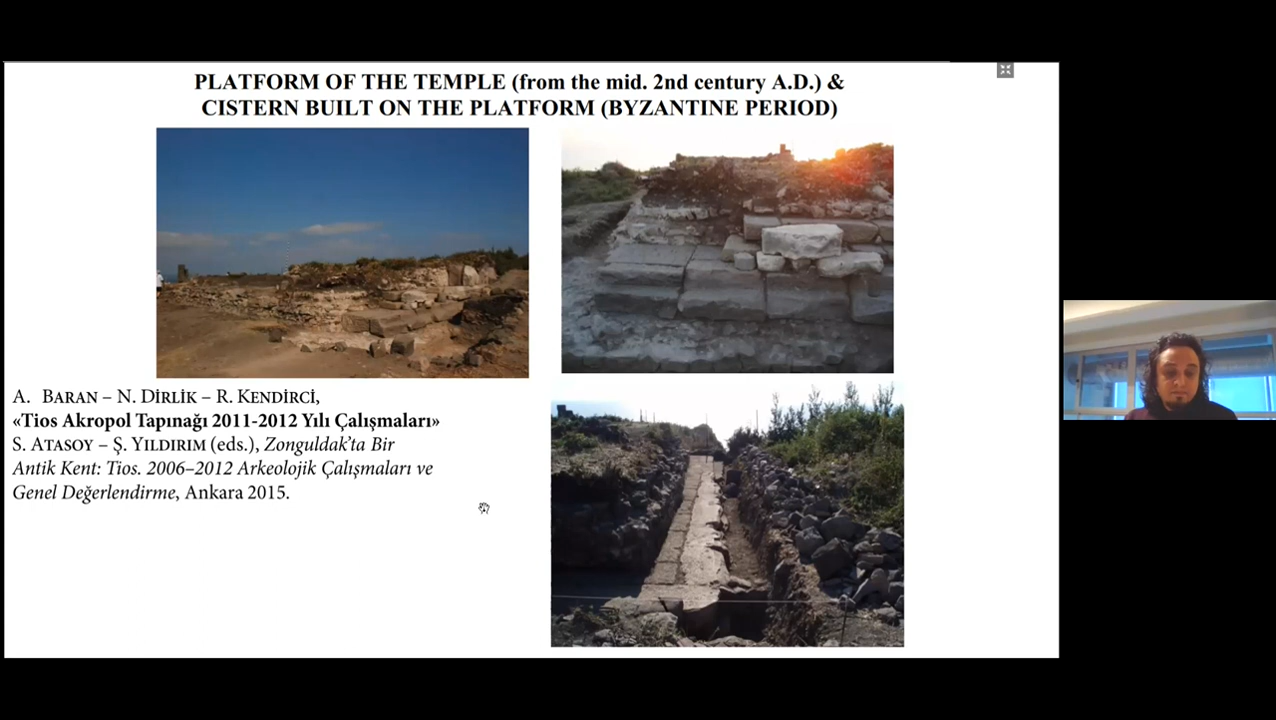 PLATFORM OF THE TEMPLE (from the mid. 2nd century A.D.) &
CISTERN BUILT ON THE PLATFORM (BYZANTINE PERIOD)
A. BARAN – N. DİRLİK – R. KENDİRCİ,
«Tios Akropol Tapınağı 2011-2012 Yılı Çalışmaları»
S. ATASOY – Ş. YILDIRIM (eds.), Zonguldak'ta Bir
Antik Kent: Tios. 2006–2012 Arkeolojik Çalışmaları ve
Genel Değerlendirme, Ankara 2015.